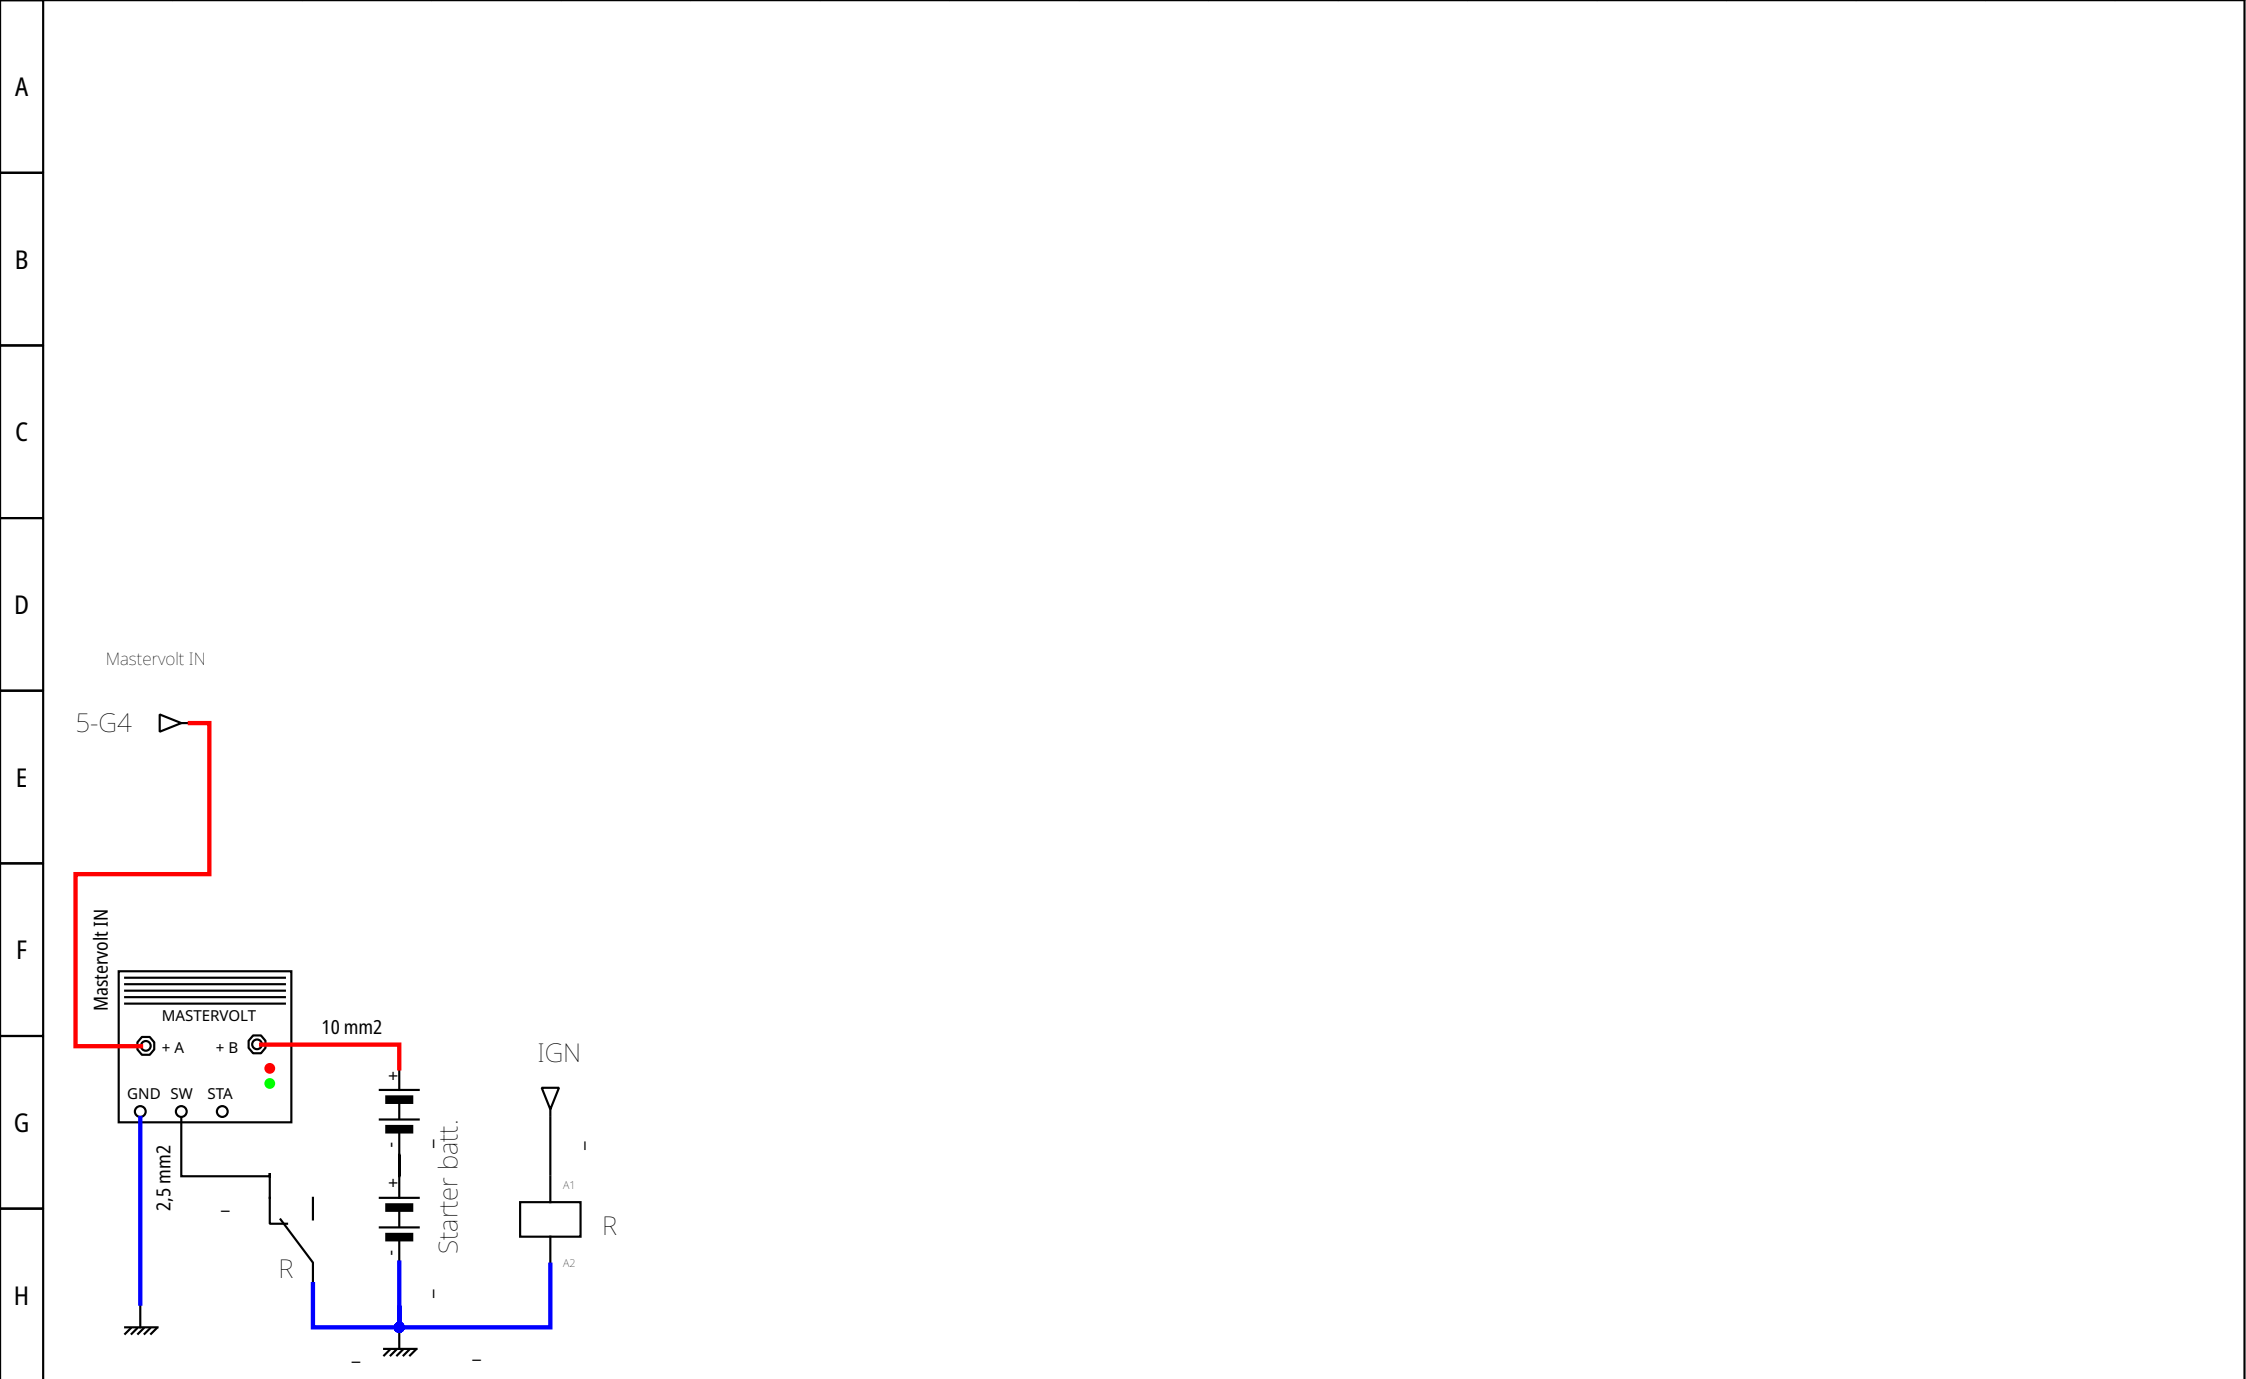 A
B
C
D
Mastervolt IN
5-G4
E
Mastervolt IN
F
MASTERVOLT
10 mm2
+ A
+ B
IGN
+
GND
SW
STA
G
-
Starter batt.
2,5 mm2
+
A1
R
-
R
A2
H